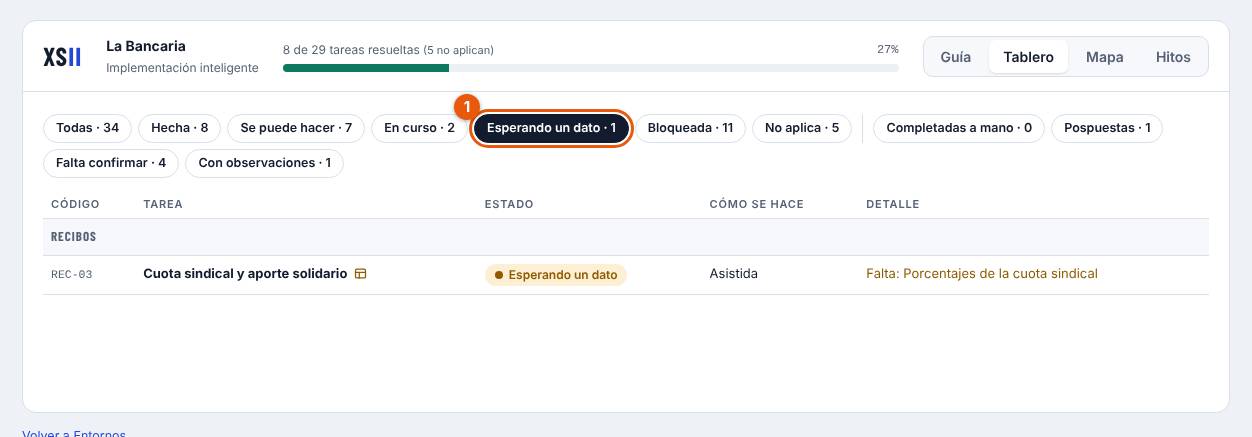 XSII
La Bancaria
Implementación inteligente
8 de 29 tareas resueltas (5 no aplican)
27%
Guía
Tablero
Mapa
Hitos
1
Todas · 34
Hecha · 8
Se puede hacer · 7
En curso · 2
Esperando un dato · 1
Bloqueada · 11
No aplica · 5
Completadas a mano · 0
Pospuestas · 1
Falta confirmar · 4
Con observaciones · 1
CÓDIGO
TAREA
ESTADO
CÓMO SE HACE
DETALLE
RECIBOS
REC-03
Cuota sindical y aporte solidario
Esperando un dato
Asistida
Falta: Porcentajes de la cuota sindical
Volver a Entornos